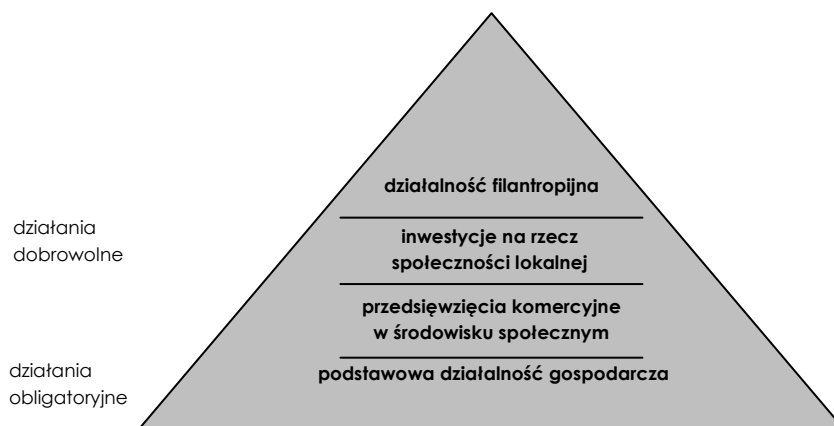 działalność filantropijna
działania
dobrowolne
inwestycje na rzecz
społeczności lokalnej
przedsięwzięcia komercyjne
w środowisku społecznym
działania
obligatoryjne
podstawowa działalność gospodarcza